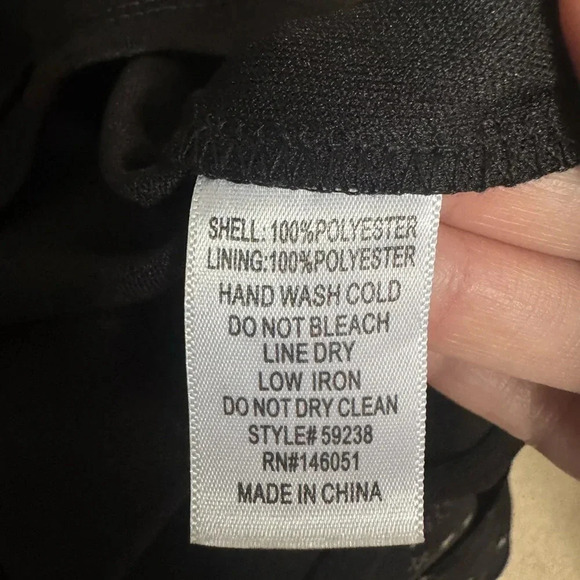 SHELL: 100%POLYESTER
LINING:100%POLYESTER
HAND WASH COLD
DO NOT BLEACH
LINE DRY
LOW IRON
DO NOT DRY CLEAN
STYLE# 59238
RN#146051
MADE IN CHINA